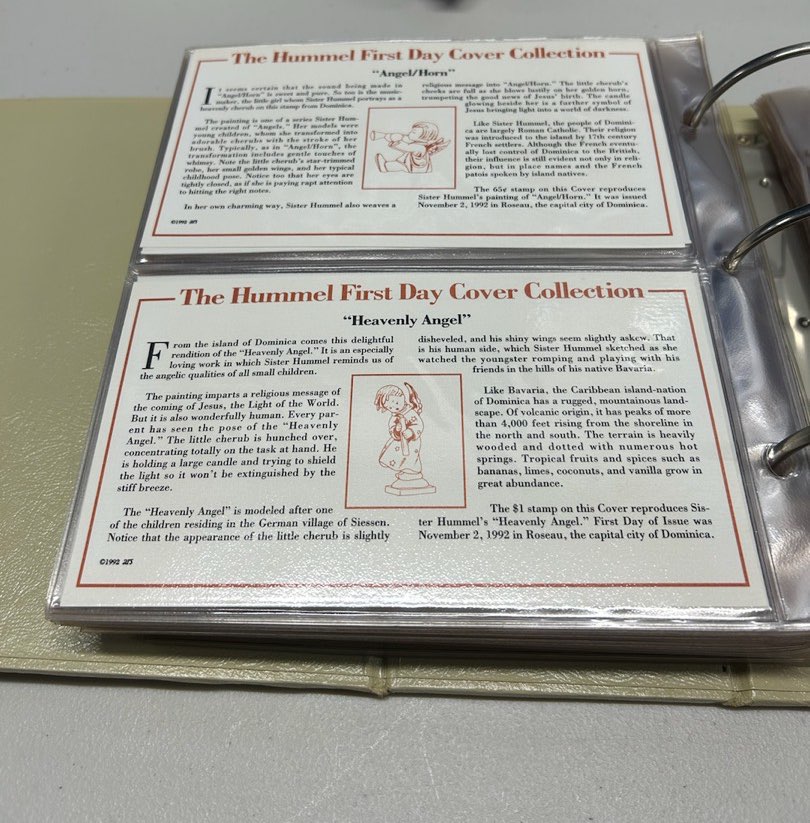 The Hummel First Day Cover Collection
"Angel/Horn"
It seems certain that the sound being made in
"Angel/Horn" is sweet and pure. So too is the music-
maker, the little girl whom Sister Hummel portrays as a
heavenly cherub on this stamp from Dominica.
The painting is one of a series Sister Hum-
mel created of "Angels." Her models were
young children, whom she transformed into
adorable cherubs with the stroke of her
brush. Typically, as in "Angel/Horn", the
transformation includes gentle touches of
whimsy. Note the little cherub's star-trimmed
robe, her small golden wings, and her typical
childhood pose. Notice too that her eyes are
tightly closed, as if she is paying rapt attention
to hitting the right notes.
In her own charming way, Sister Hummel also weaves a
©1992
religious message into "Angel/Horn." The little cherub's
cheeks are full as she blows lustily on her golden horn,
trumpeting the good news of Jesus' birth. The candle
glowing beside her is a further symbol of
Jesus bringing light into a world of darkness.
Like Sister Hummel, the people of Domini-
ca are largely Roman Catholic. Their religion
was introduced to the island by 17th century
French settlers. Although the French eventu-
ally lost control of Dominica to the British,
their influence is still evident not only in reli-
gion, but in place names and the French
patois spoken by island natives.
The 65¢ stamp on this Cover reproduces
Sister Hummel's painting of "Angel/Horn." It was issued
November 2, 1992 in Roseau, the capital city of Dominica.
The Hummel First Day Cover Collection
"Heavenly Angel"
From the island of Dominica comes this delightful
rendition of the "Heavenly Angel." It is an especially
loving work in which Sister Hummel reminds us of
the angelic qualities of all small children.
The painting imparts a religious message of
the coming of Jesus, the Light of the World.
But it is also wonderfully human. Every par-
ent has seen the pose of the "Heavenly
Angel." The little cherub is hunched over,
concentrating totally on the task at hand. He
is holding a large candle and trying to shield
the light so it won't be extinguished by the
stiff breeze.
The "Heavenly Angel" is modeled after one
of the children residing in the German village of Siessen.
Notice that the appearance of the little cherub is slightly
©1992
disheveled, and his shiny wings seem slightly askew. That
is his human side, which Sister Hummel sketched as she
watched the youngster romping and playing with his
friends in the hills of his native Bavaria.
Like Bavaria, the Caribbean island-nation
of Dominica has a rugged, mountainous land-
scape. Of volcanic origin, it has peaks of more
than 4,000 feet rising from the shoreline in
the north and south. The terrain is heavily
wooded and dotted with numerous hot
springs. Tropical fruits and spices such as
bananas, limes, coconuts, and vanilla grow in
great abundance.
The $1 stamp on this Cover reproduces Sis-
ter Hummel's "Heavenly Angel." First Day of Issue was
November 2, 1992 in Roseau, the capital city of Dominica.